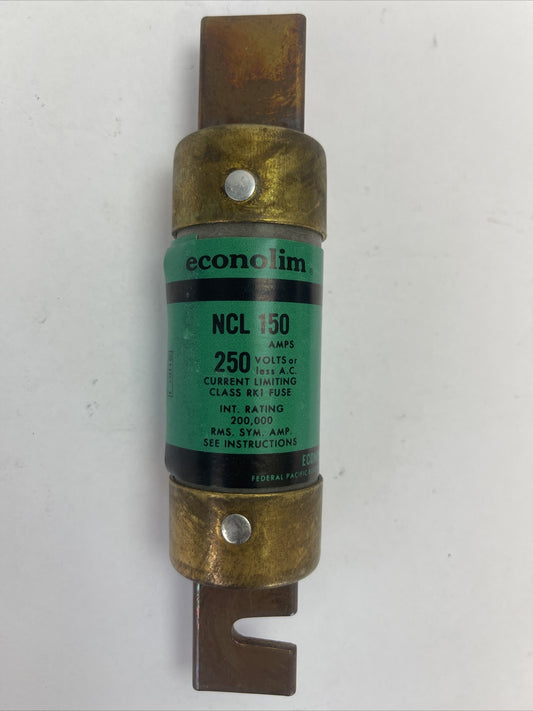 econolim®
NCL 150
AMPS
250 VOLTS or
less A.C.
CURRENT LIMITING
CLASS RK1 FUSE
INT. RATING
200,000
RMS. SYM. AMP.
SEE INSTRUCTIONS
FEDERAL PACIFIC